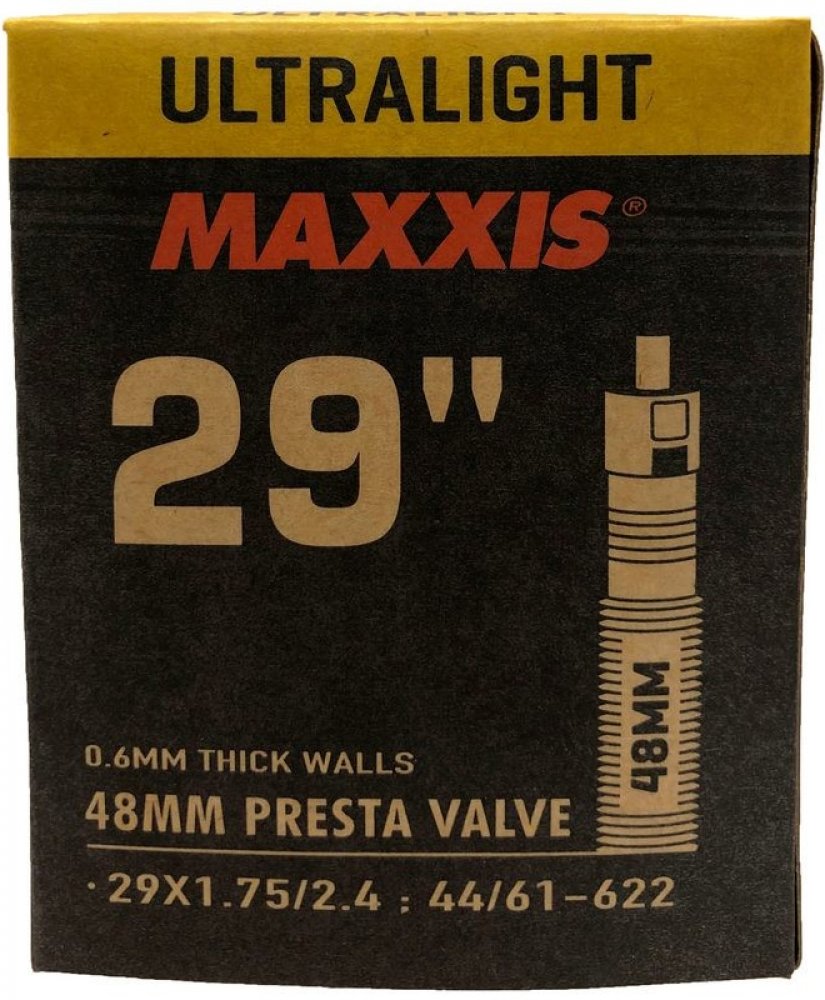 ULTRALIGHT
MAXXIS®
29"
48MM
0.6MM THICK WALLS
48MM PRESTA VALVE
·29X1.75/2.4 ; 44/61-622